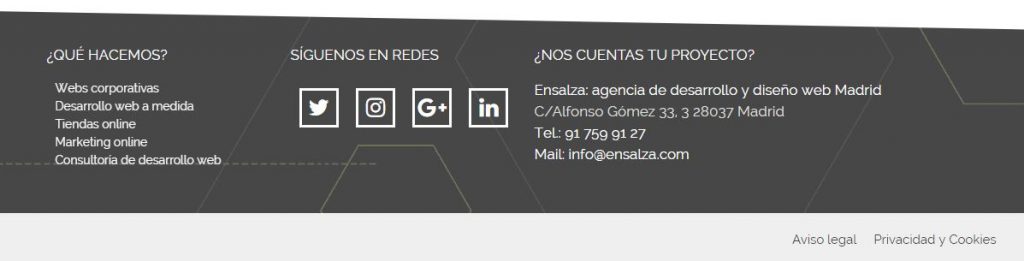 ¿QUÉ HACEMOS?
Webs corporativas
Desarrollo web a medida
Tiendas online
Marketing online
Consultoría de desarrollo web
SÍGUENOS EN REDES
G+
in
¿NOS CUENTAS TU PROYECTO?
Ensalza: agencia de desarrollo y diseño web Madrid
C/Alfonso Gómez 33, 3 28037 Madrid
Tel.: 91 759 91 27
Mail: info@ensalza.com
Aviso legal Privacidad y Cookies